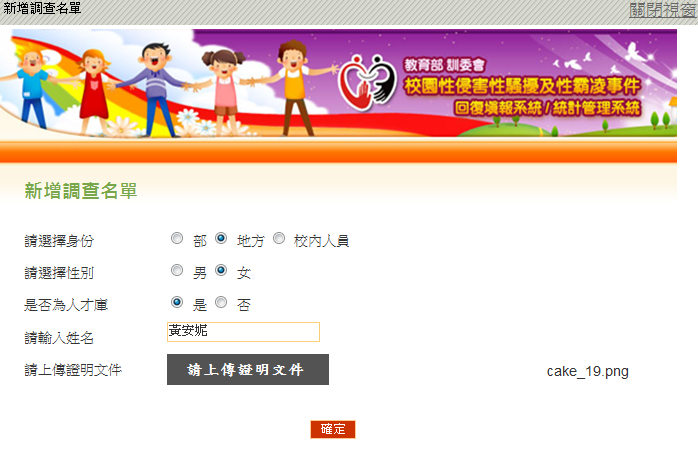 新增調查名單
關閉視窗
教育部 訓委會
校園性侵害性騷擾及性霸凌事件
回復填報系統/統計管理系統
新增調查名單
請選擇身份 部 地方 校內人員
請選擇性別 男 女
是否為人才庫 是 否
請輸入姓名 黃安妮
請上傳證明文件 請上傳證明文件 cake_19.png
確定